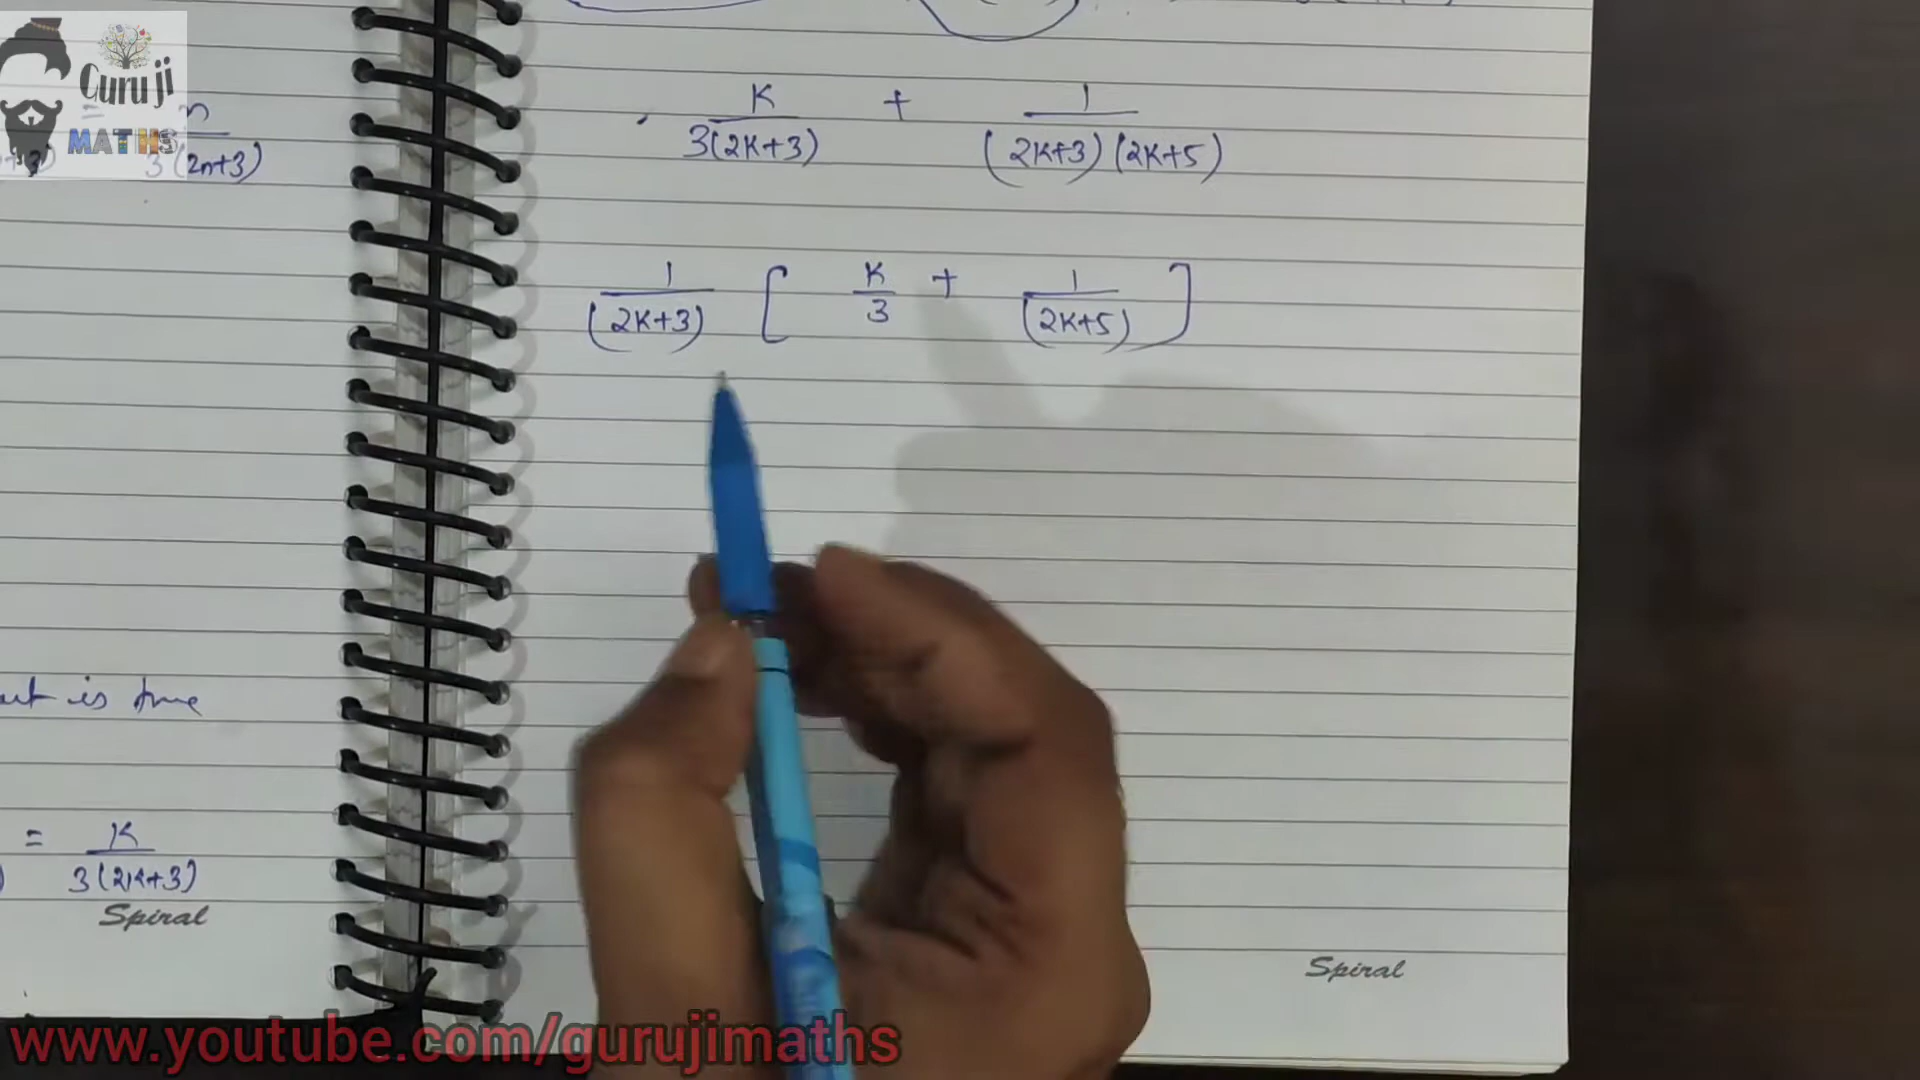 Guru ji
MATHS
= n
3(2n+3)
ut is true
= K
3(2K+3)
Spiral
K/3(2K+3) + 1/(2K+3)(2K+5)
1/(2K+3) [ K/3 + 1/(2K+5) ]
Spiral
www.youtube.com/gurujimaths